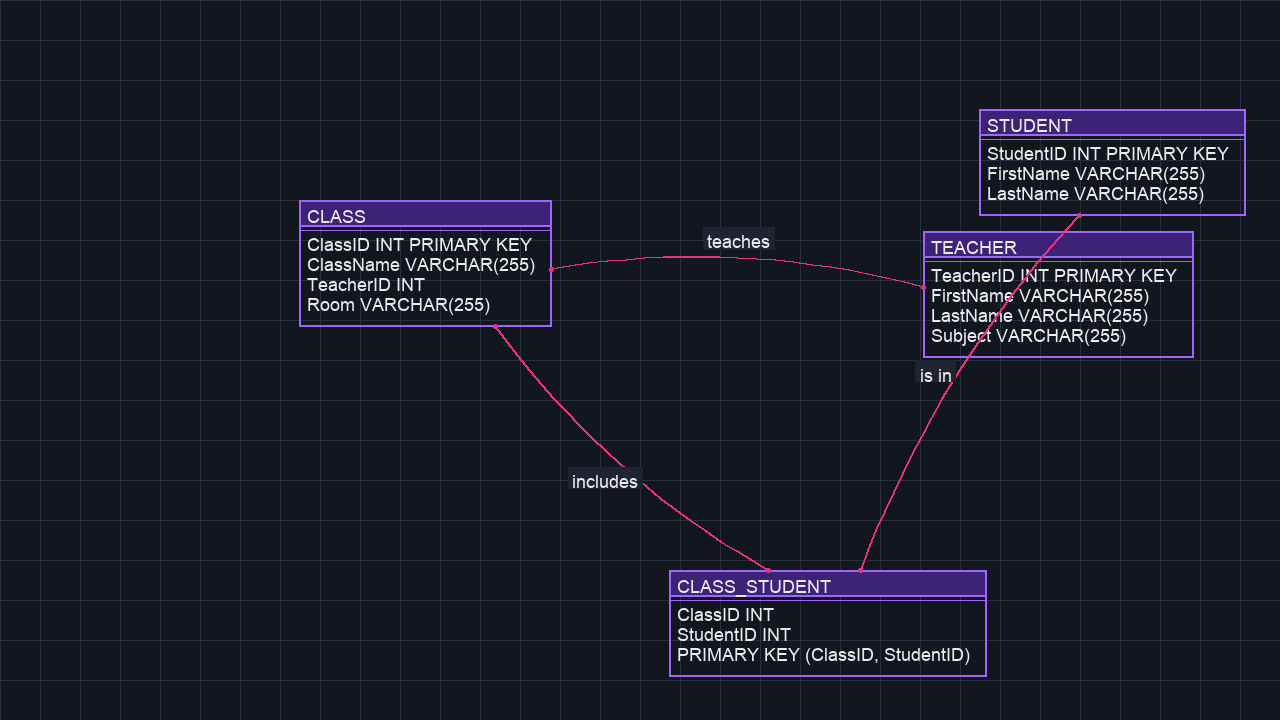 STUDENT
StudentID INT PRIMARY KEY
FirstName VARCHAR(255)
LastName VARCHAR(255)
CLASS
ClassID INT PRIMARY KEY
ClassName VARCHAR(255)
TeacherID INT
Room VARCHAR(255)
teaches
TEACHER
TeacherID INT PRIMARY KEY
FirstName VARCHAR(255)
LastName VARCHAR(255)
Subject VARCHAR(255)
is in
includes
CLASS_STUDENT
ClassID INT
StudentID INT
PRIMARY KEY (ClassID, StudentID)